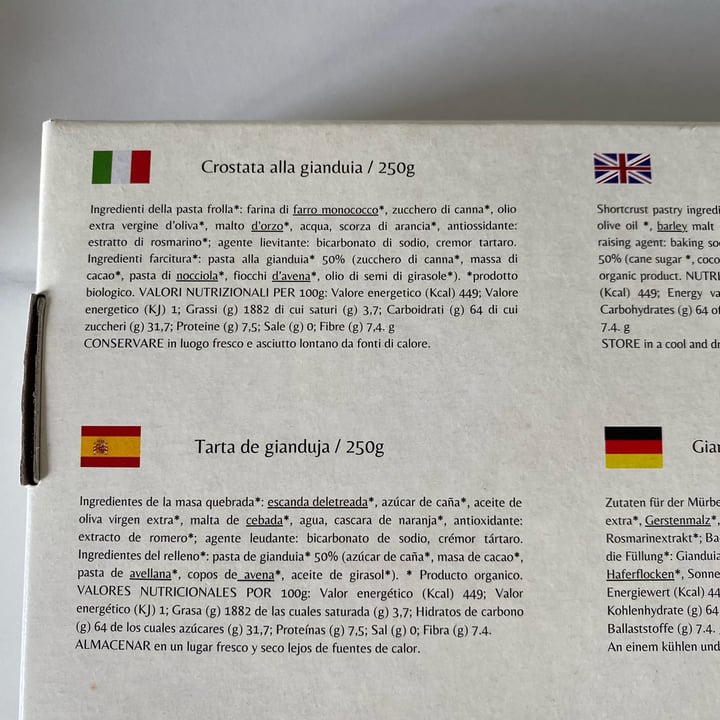 Crostata alla gianduia / 250g
Ingredienti della pasta frolla*: farina di farro monococco*, zucchero di canna*, olio
extra vergine d'oliva*, malto d'orzo*, acqua, scorza di arancia*, antiossidante:
estratto di rosmarino*; agente lievitante: bicarbonato di sodio, cremor tartaro.
Ingredienti farcitura*: pasta alla gianduia* 50% (zucchero di canna*, massa di
cacao*, pasta di nocciola*, fiocchi d'avena*, olio di semi di girasole*). *prodotto
biologico. VALORI NUTRIZIONALI PER 100g: Valore energetico (Kcal) 449; Valore
energetico (KJ) 1; Grassi (g) 1882 di cui saturi (g) 3,7; Carboidrati (g) 64 di cui
zuccheri (g) 31,7; Proteine (g) 7,5; Sale (g) 0; Fibre (g) 7,4. g
CONSERVARE in luogo fresco e asciutto lontano da fonti di calore.
Shortcrust pastry ingredi
olive oil *, barley malt
raising agent: baking so
50% (cane sugar *, coco
organic product. NUTRI
(Kcal) 449; Energy va
Carbohydrates (g) 64 of
7.4. g
STORE in a cool and dr
Tarta de gianduja / 250g
Ingredientes de la masa quebrada*: escanda deletreada*, azúcar de caña*, aceite de
oliva virgen extra*, malta de cebada*, agua, cascara de naranja*, antioxidante:
extracto de romero*; agente leudante: bicarbonato de sodio, crémor tártaro.
Ingredientes del relleno*: pasta de gianduia* 50% (azúcar de caña*, masa de cacao*,
pasta de avellana*, copos de avena*, aceite de girasol*). * Producto organico.
VALORES NUTRICIONALES POR 100g: Valor energético (Kcal) 449; Valor
energético (KJ) 1; Grasa (g) 1882 de las cuales saturada (g) 3,7; Hidratos de carbono
(g) 64 de los cuales azúcares (g) 31,7; Proteínas (g) 7,5; Sal (g) 0; Fibra (g) 7.4.
ALMACENAR en un lugar fresco y seco lejos de fuentes de calor.
Gian
Zutaten für der Mürbe
extra*, Gerstenmalz*,
Rosmarinextrakt*; Ba
die Füllung*: Gianduia
Haferflocken*, Sonne
Energiewert (Kcal) 44
Kohlenhydrate (g) 64
Ballaststoffe (g) 7.4.
An einem kühlen und